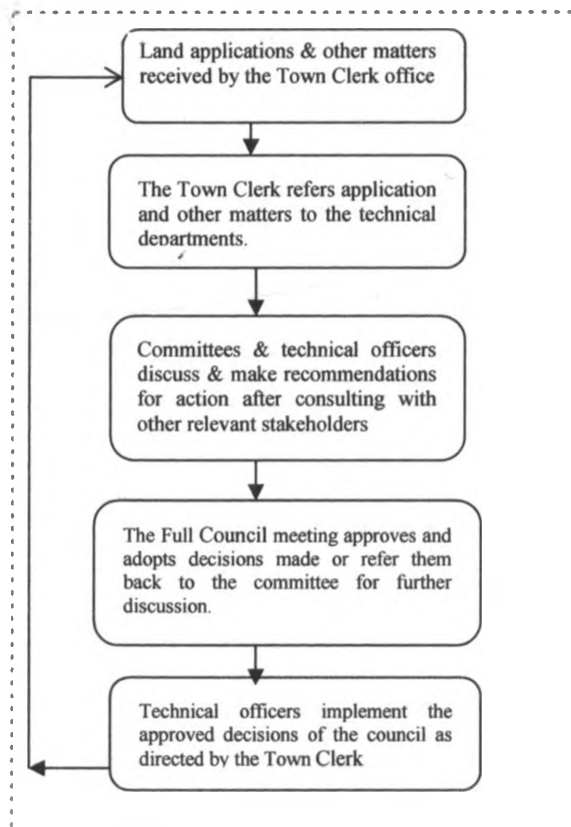 Land applications & other matters
received by the Town Clerk office
The Town Clerk refers application
and other matters to the technical
departments.
Committees & technical officers
discuss & make recommendations
for action after consulting with
other relevant stakeholders
The Full Council meeting approves and
adopts decisions made or refer them
back to the committee for further
discussion.
Technical officers implement the
approved decisions of the council as
directed by the Town Clerk